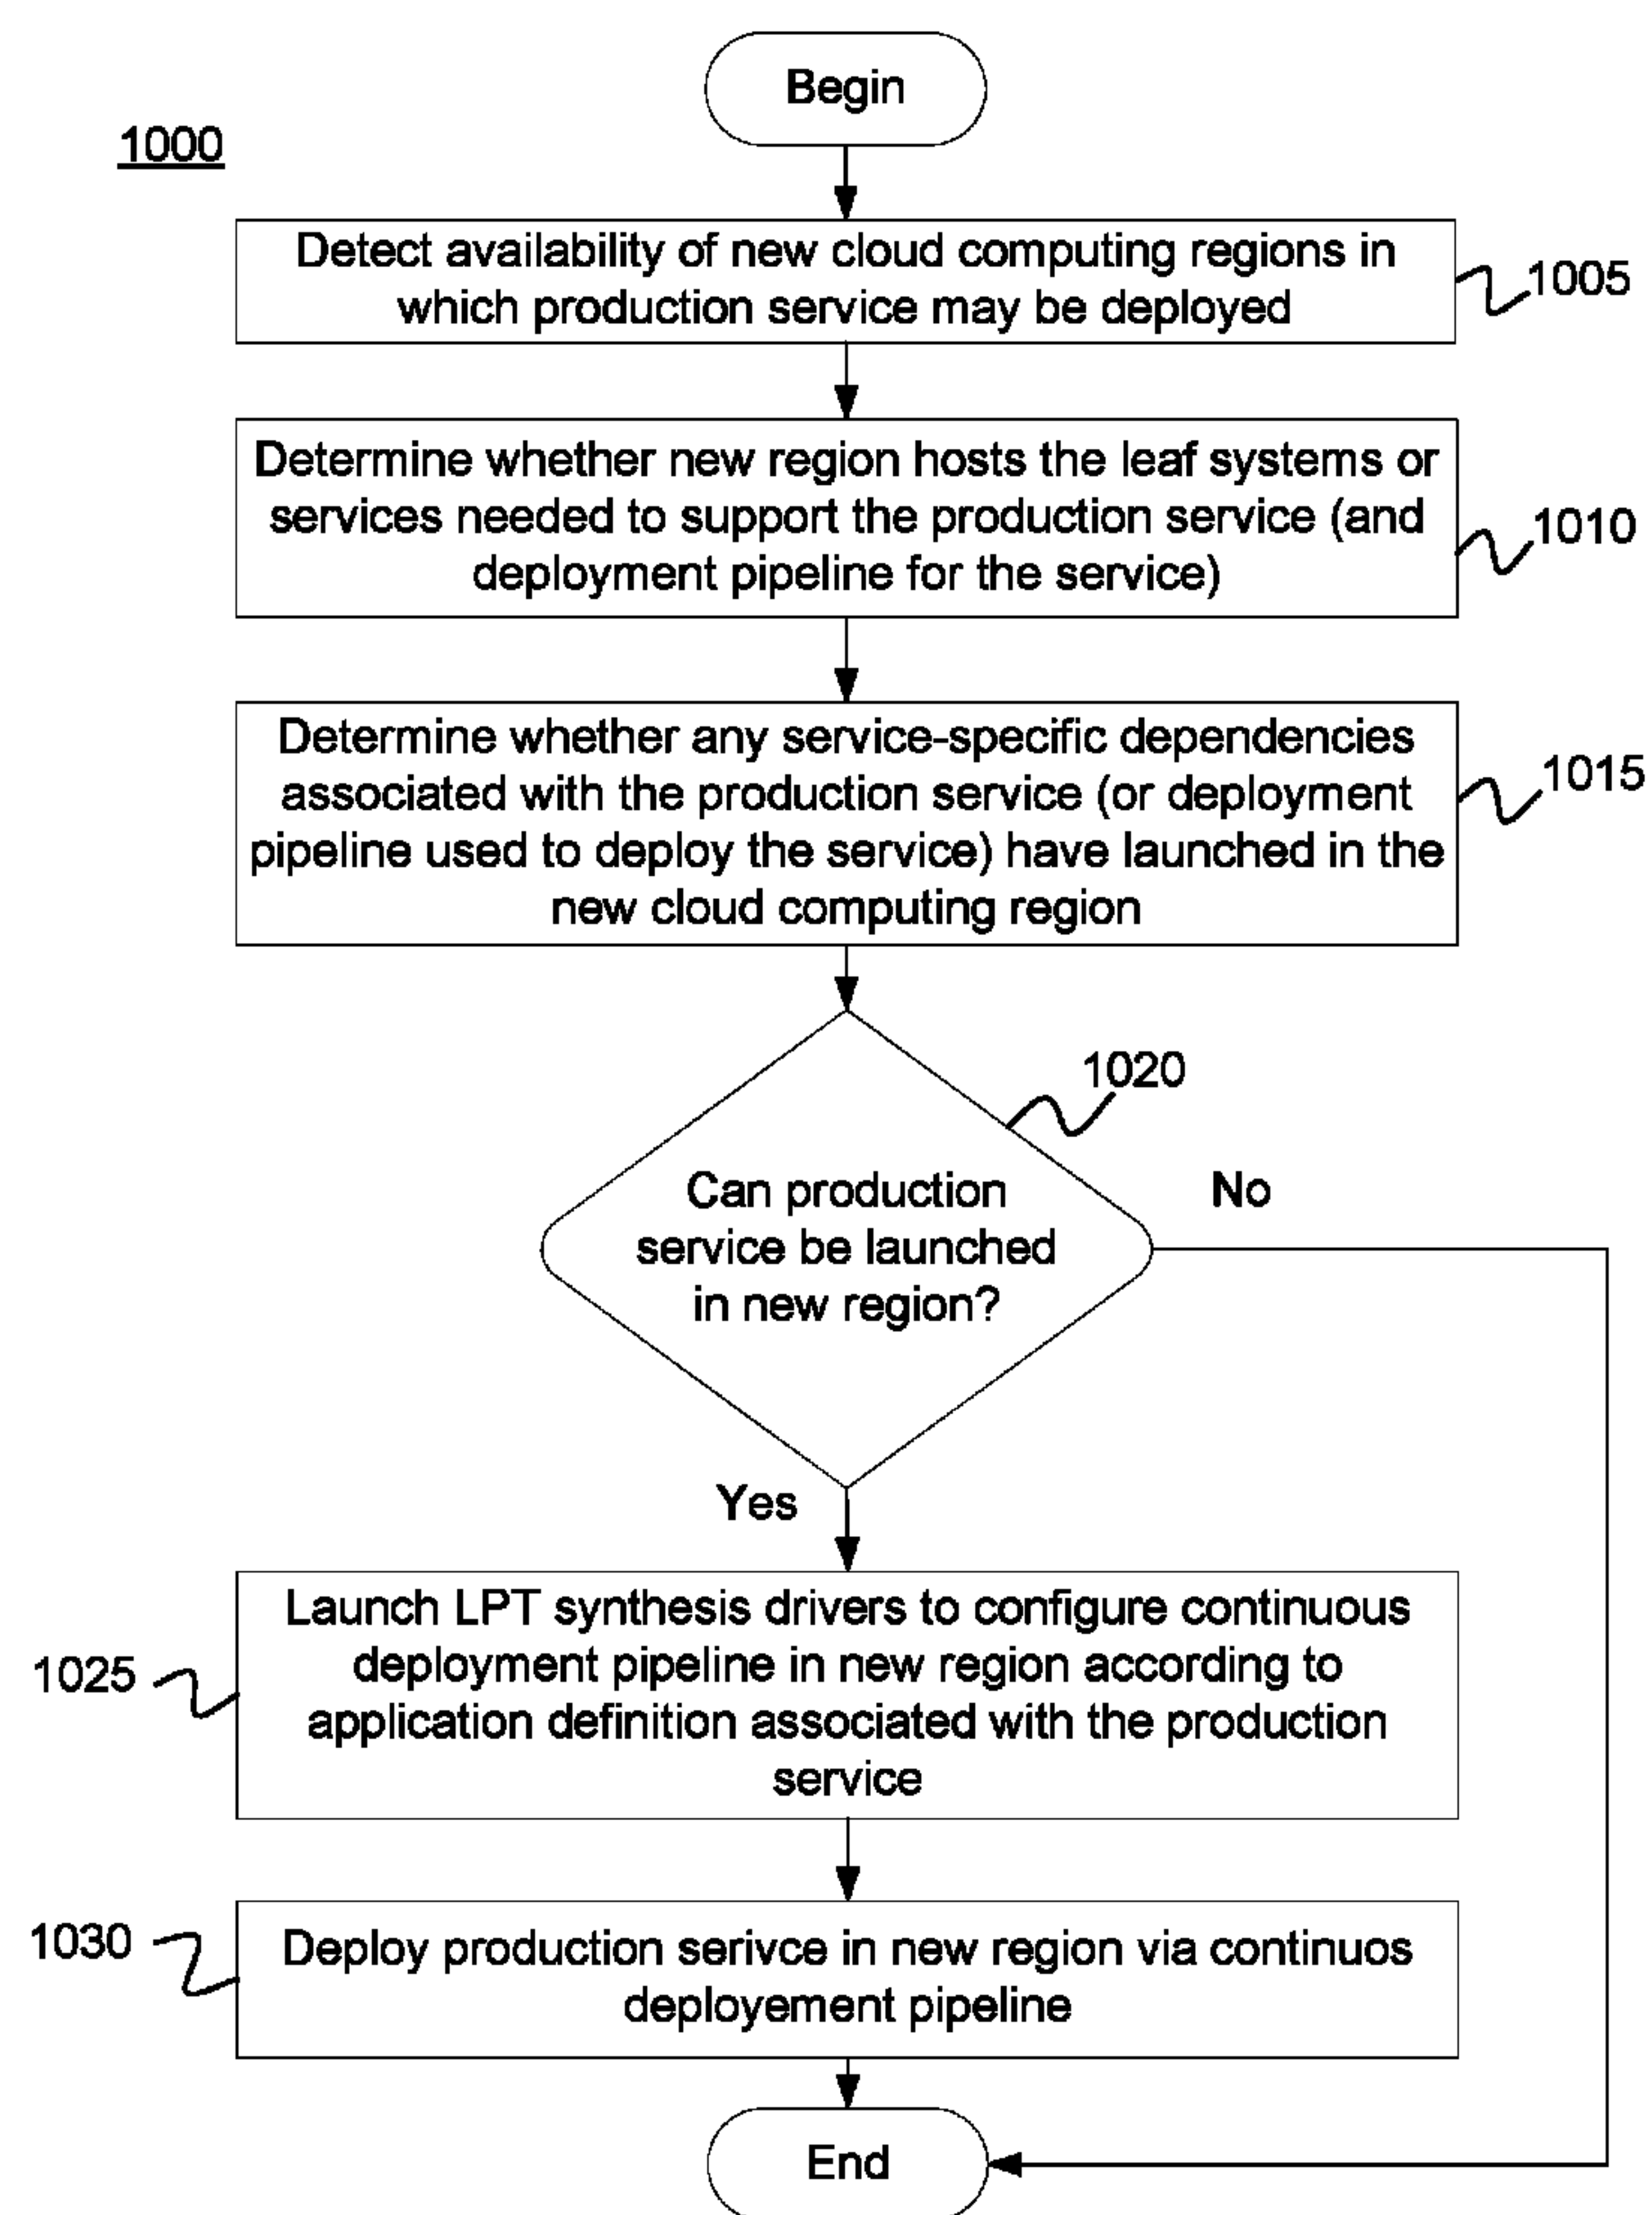 Begin
1000
Detect availability of new cloud computing regions in
which production service may be deployed
1005
Determine whether new region hosts the leaf systems or
services needed to support the production service (and
deployment pipeline for the service)
1010
Determine whether any service-specific dependencies
associated with the production service (or deployment
pipeline used to deploy the service) have launched in the
new cloud computing region
1015
1020
Can production
service be launched
in new region?
No
Yes
Launch LPT synthesis drivers to configure continuous
deployment pipeline in new region according to
application definition associated with the production
service
1025
Deploy production serivce in new region via continuos
deployement pipeline
1030
End